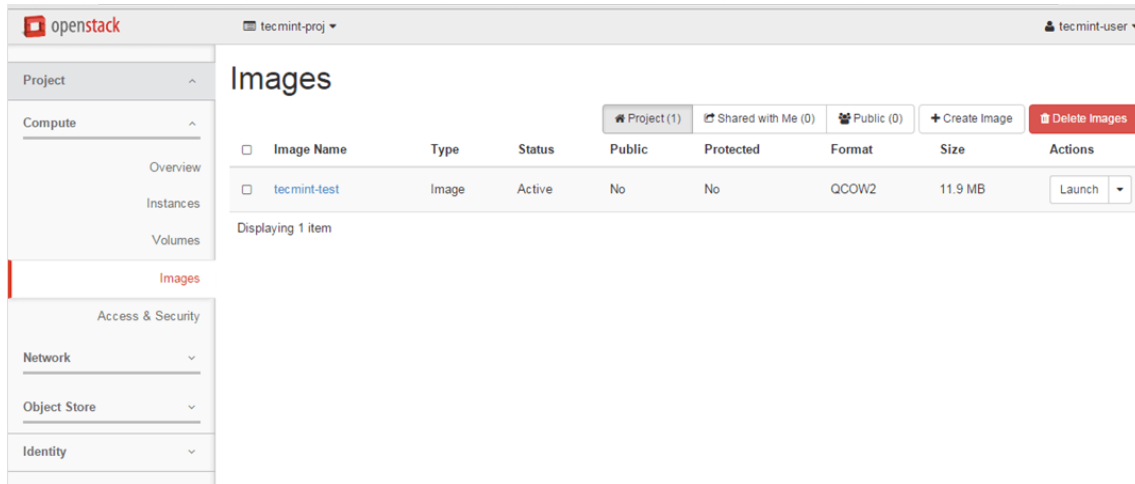 openstack tecmint-proj tecmint-user
Project
Images
Compute
Project (1) Shared with Me (0) Public (0) Create Image Delete Images
Image Name Type Status Public Protected Format Size Actions
Overview
tecmint-test Image Active No No QCOW2 11.9 MB Launch
Instances
Displaying 1 item
Volumes
Images
Access & Security
Network
Object Store
Identity